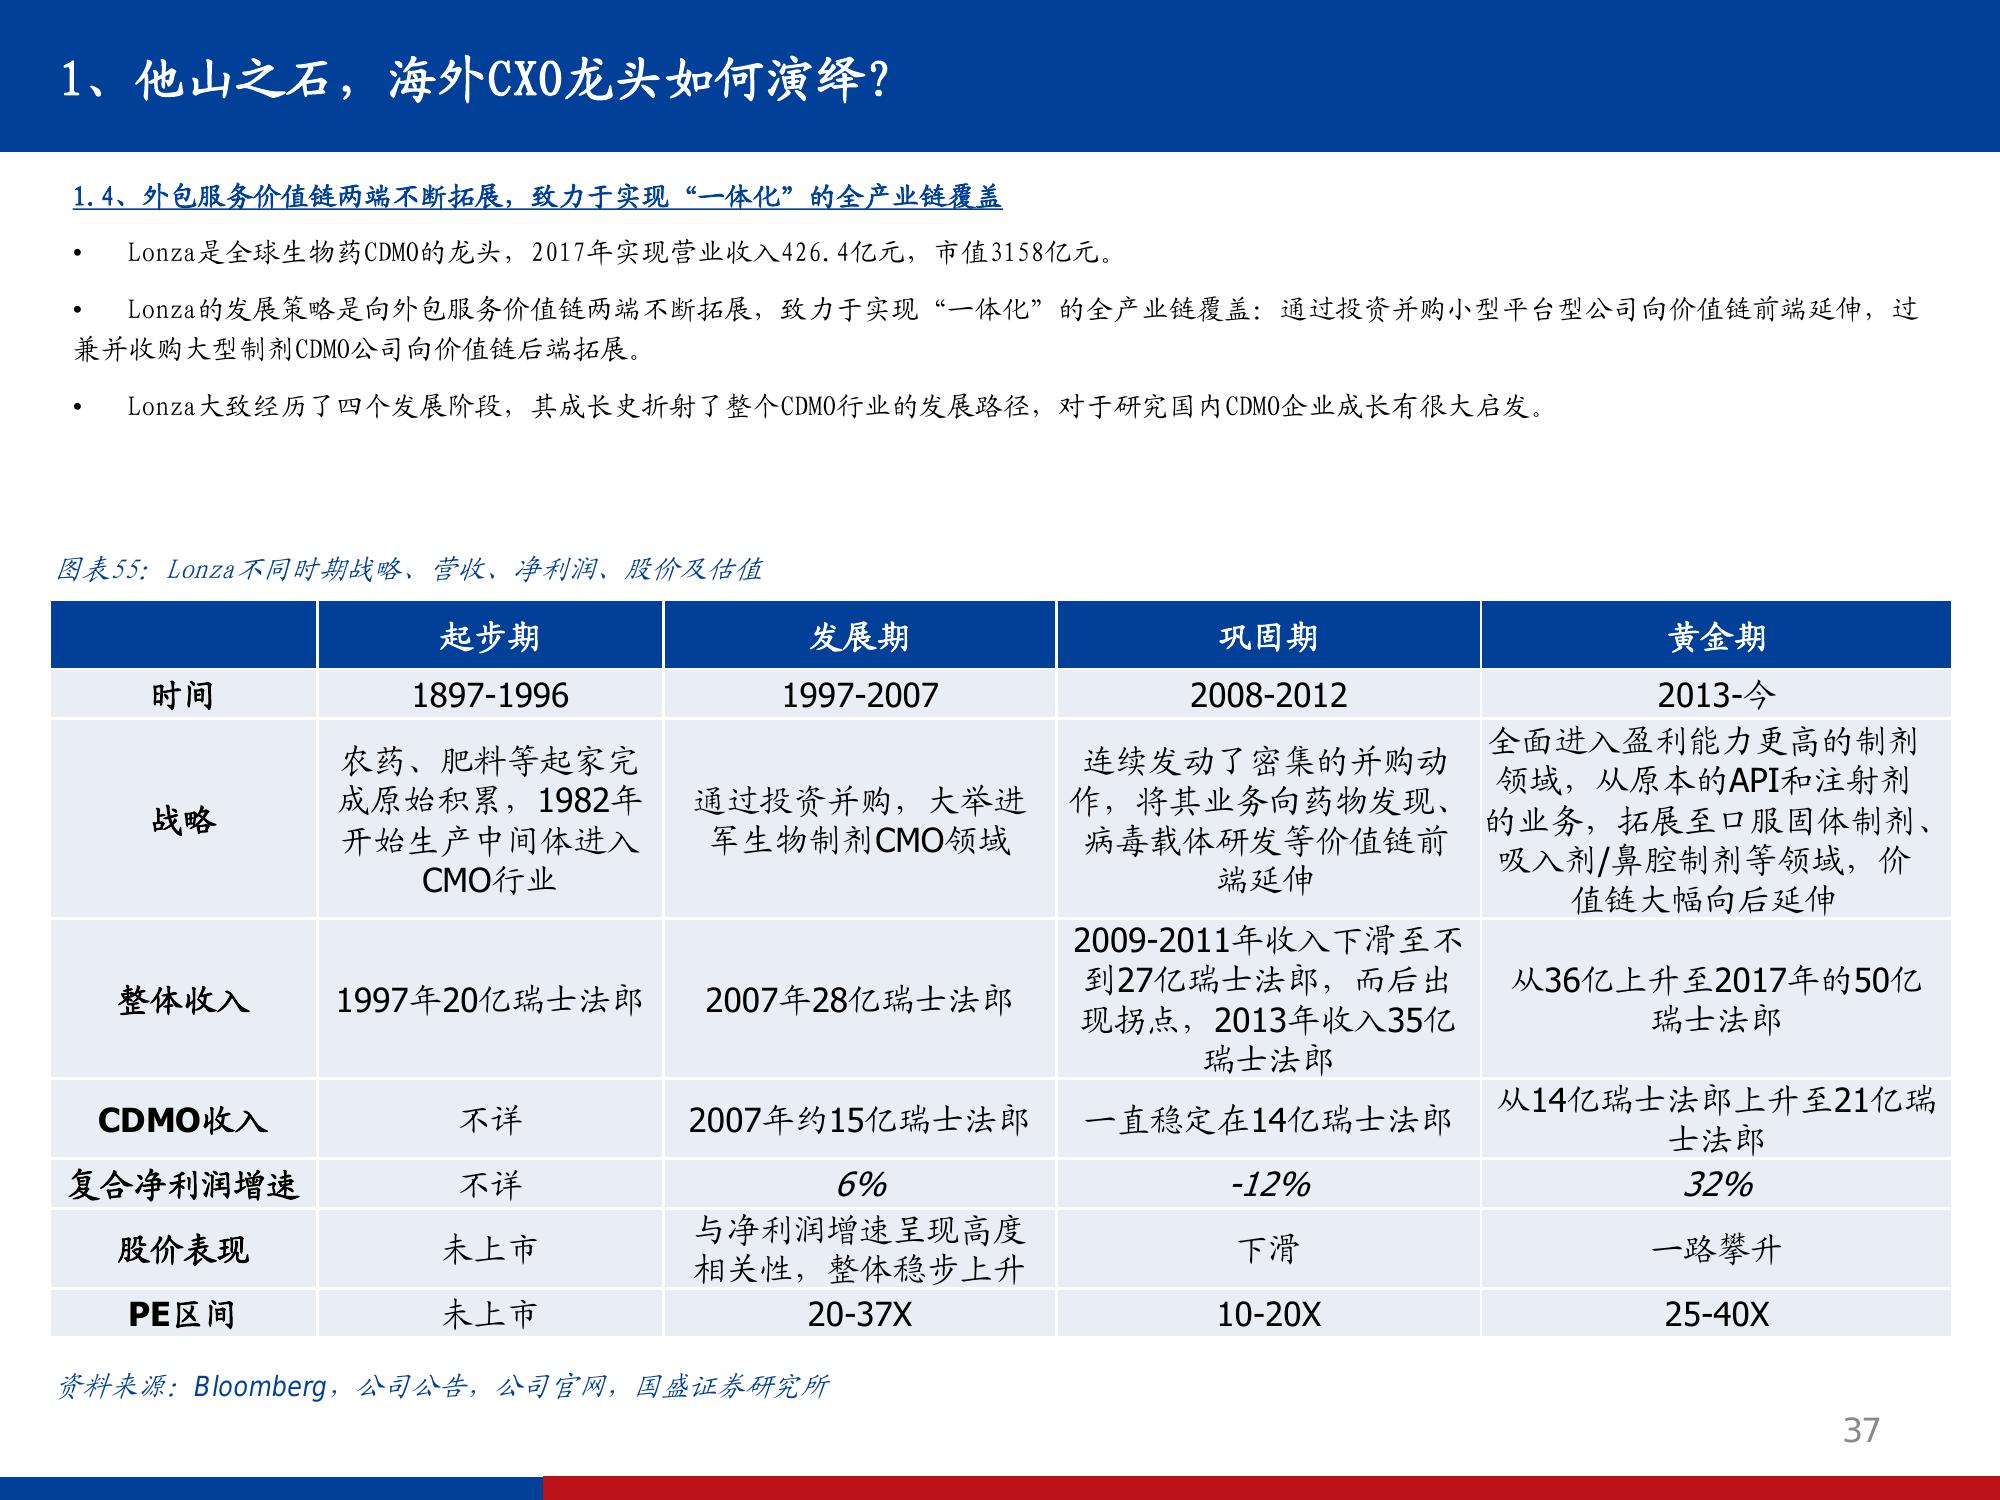 1、他山之石，海外CXO龙头如何演绎？
1.4、外包服务价值链两端不断拓展，致力于实现“一体化”的全产业链覆盖
• Lonza是全球生物药CDMO的龙头，2017年实现营业收入426.4亿元，市值3158亿元。
• Lonza的发展策略是向外包服务价值链两端不断拓展，致力于实现“一体化”的全产业链覆盖：通过投资并购小型平台型公司向价值链前端延伸，过
兼并收购大型制剂CDMO公司向价值链后端拓展。
• Lonza大致经历了四个发展阶段，其成长史折射了整个CDMO行业的发展路径，对于研究国内CDMO企业成长有很大启发。
图表55：Lonza不同时期战略、营收、净利润、股价及估值
起步期 发展期 巩固期 黄金期
时间 1897-1996 1997-2007 2008-2012 2013-今
战略
农药、肥料等起家完
成原始积累，1982年
开始生产中间体进入
CMO行业
通过投资并购，大举进
军生物制剂CMO领域
连续发动了密集的并购动
作，将其业务向药物发现、
病毒载体研发等价值链前
端延伸
全面进入盈利能力更高的制剂
领域，从原本的API和注射剂
的业务，拓展至口服固体制剂、
吸入剂/鼻腔制剂等领域，价
值链大幅向后延伸
整体收入
1997年20亿瑞士法郎
2007年28亿瑞士法郎
2009-2011年收入下滑至不
到27亿瑞士法郎，而后出
现拐点，2013年收入35亿
瑞士法郎
从36亿上升至2017年的50亿
瑞士法郎
CDMO收入
不详
2007年约15亿瑞士法郎
一直稳定在14亿瑞士法郎
从14亿瑞士法郎上升至21亿瑞
士法郎
复合净利润增速 不详 6% -12% 32%
股价表现
未上市
与净利润增速呈现高度
相关性，整体稳步上升
下滑
一路攀升
PE区间 未上市 20-37X 10-20X 25-40X
资料来源：Bloomberg，公司公告，公司官网，国盛证券研究所
37